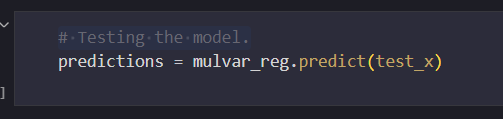 # Testing the model.
predictions = mulvar_reg.predict(test_x)
]